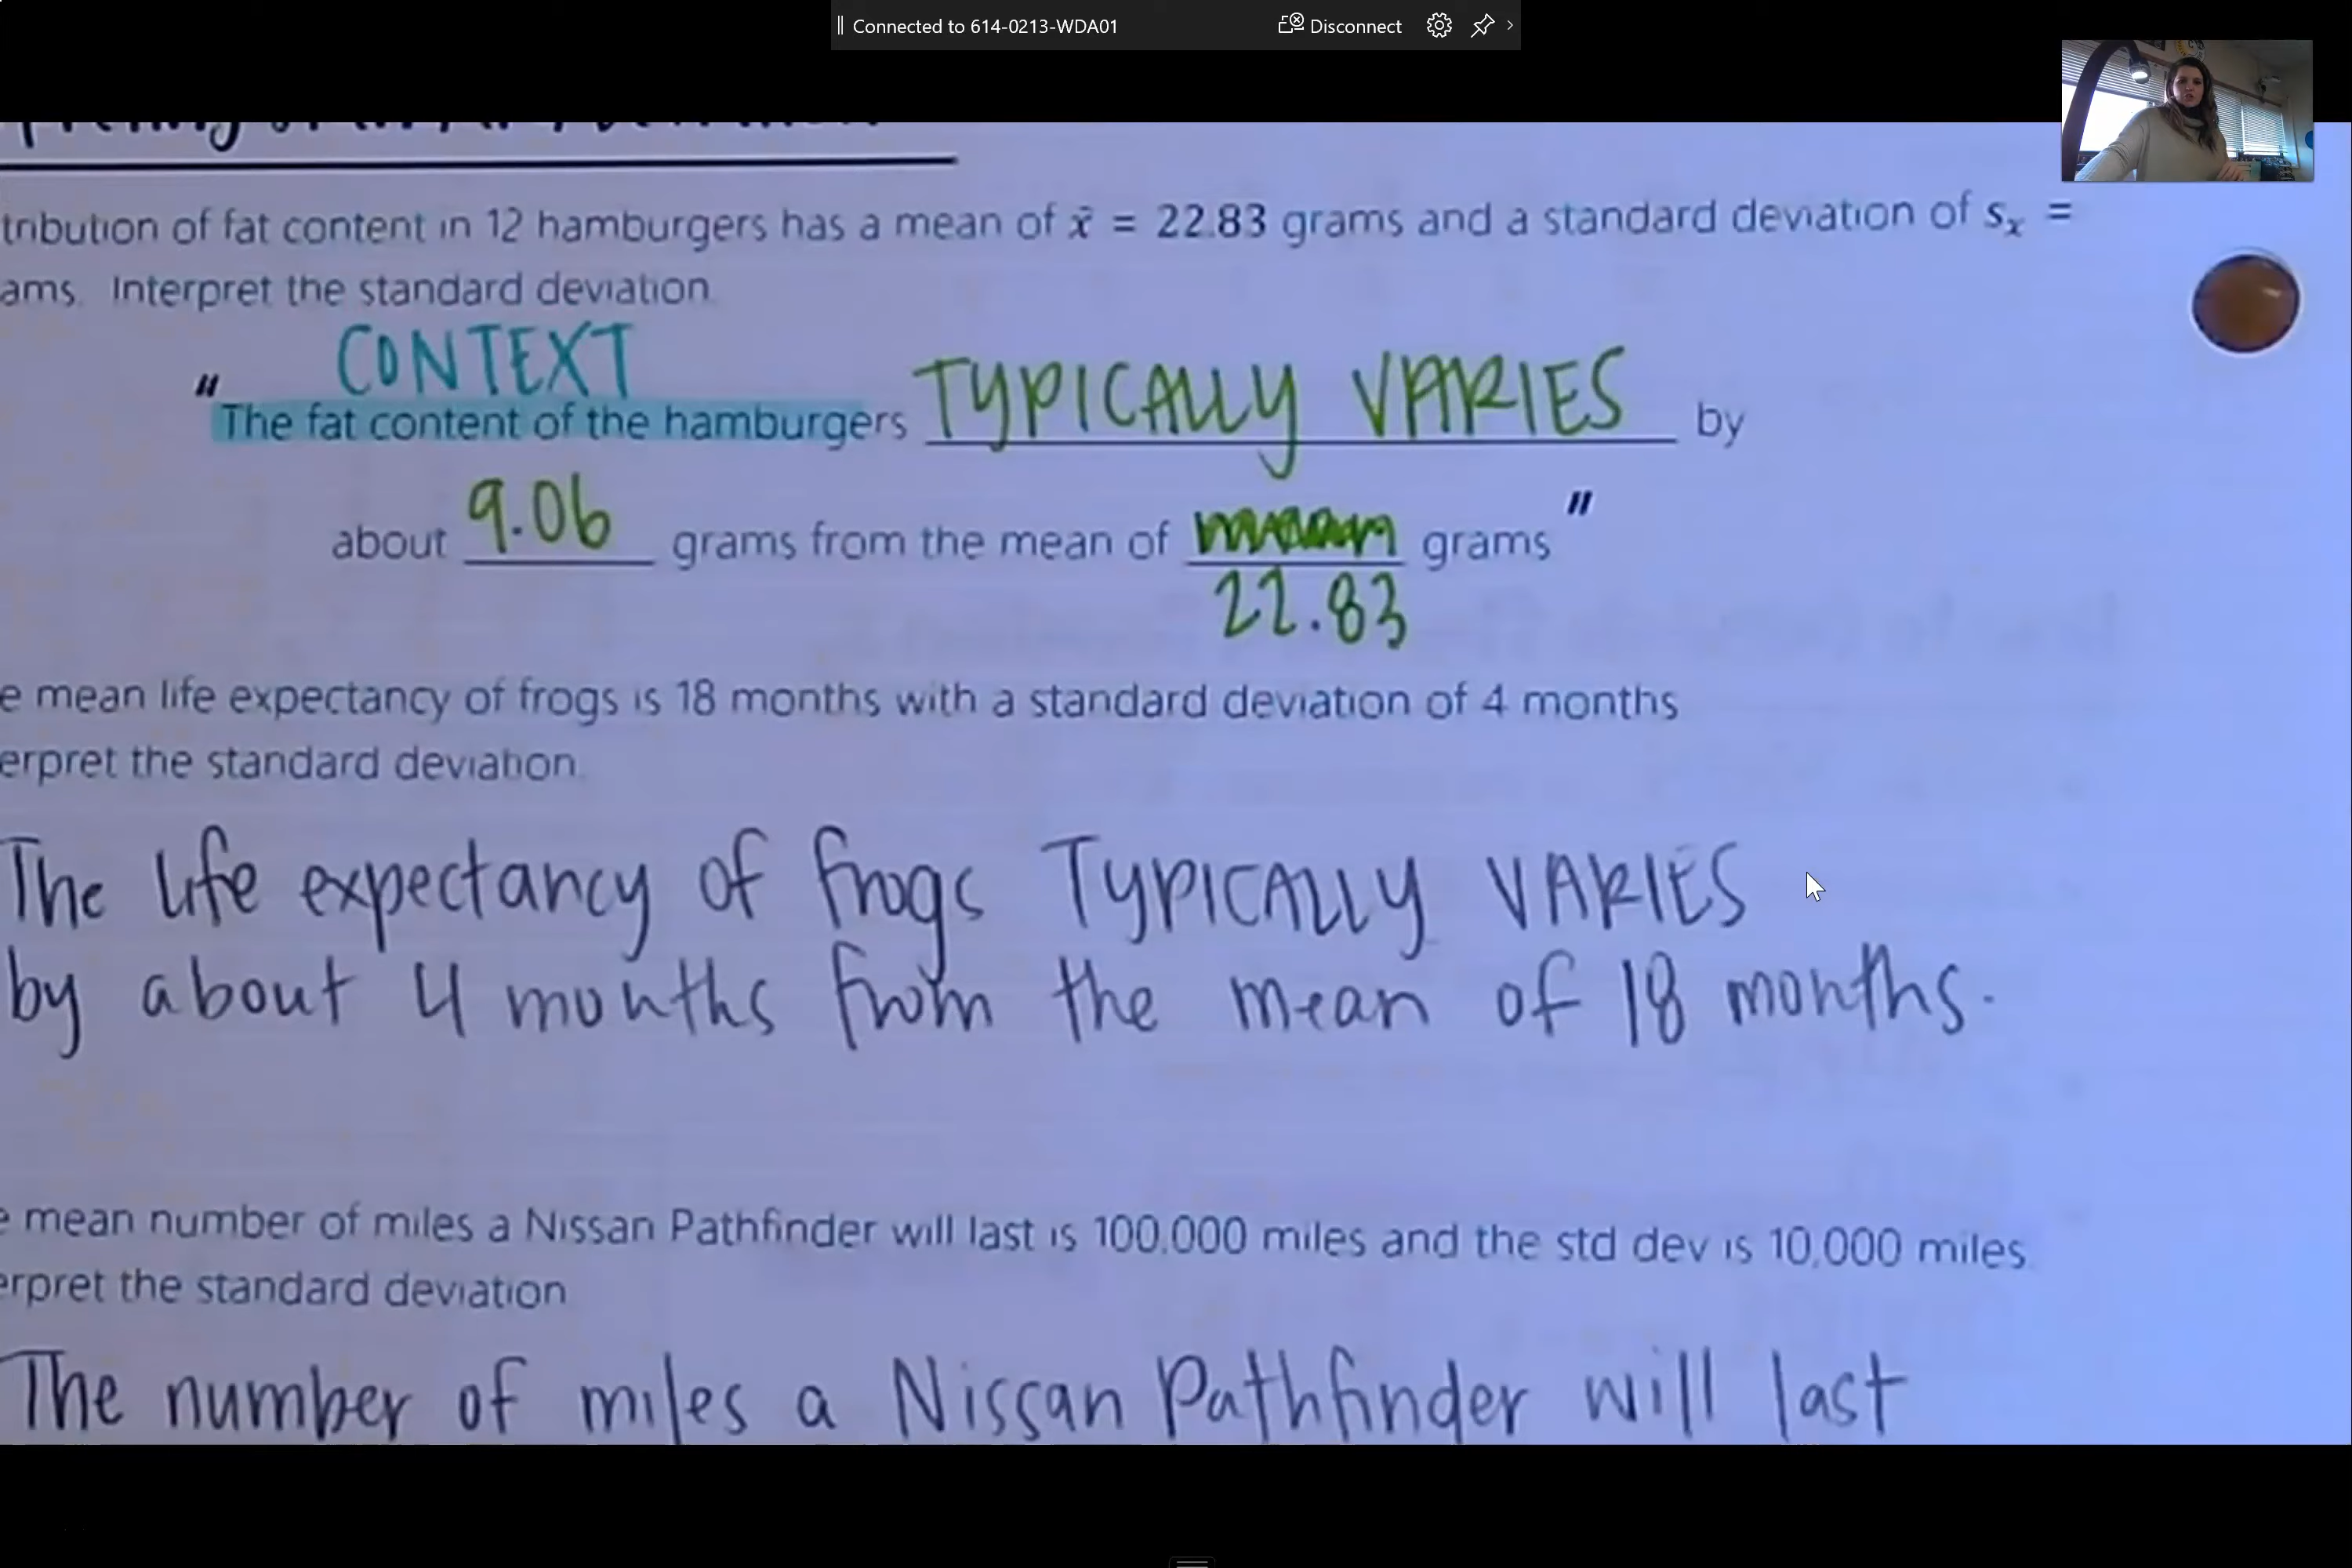 Connected to 614-0213-WDA01 Disconnect
tribution of fat content in 12 hamburgers has a mean of x̄ = 22.83 grams and a standard deviation of sₓ =
ams. Interpret the standard deviation.
CONTEXT
"The fat content of the hamburgers TYPICALLY VARIES by
about 9.06 grams from the mean of grams"
22.83
e mean life expectancy of frogs is 18 months with a standard deviation of 4 months
erpret the standard deviation.
The life expectancy of frogs TYPICALLY VARIES
by about 4 months from the mean of 18 months.
e mean number of miles a Nissan Pathfinder will last is 100,000 miles and the std dev is 10,000 miles.
erpret the standard deviation
The number of miles a Nissan Pathfinder will last